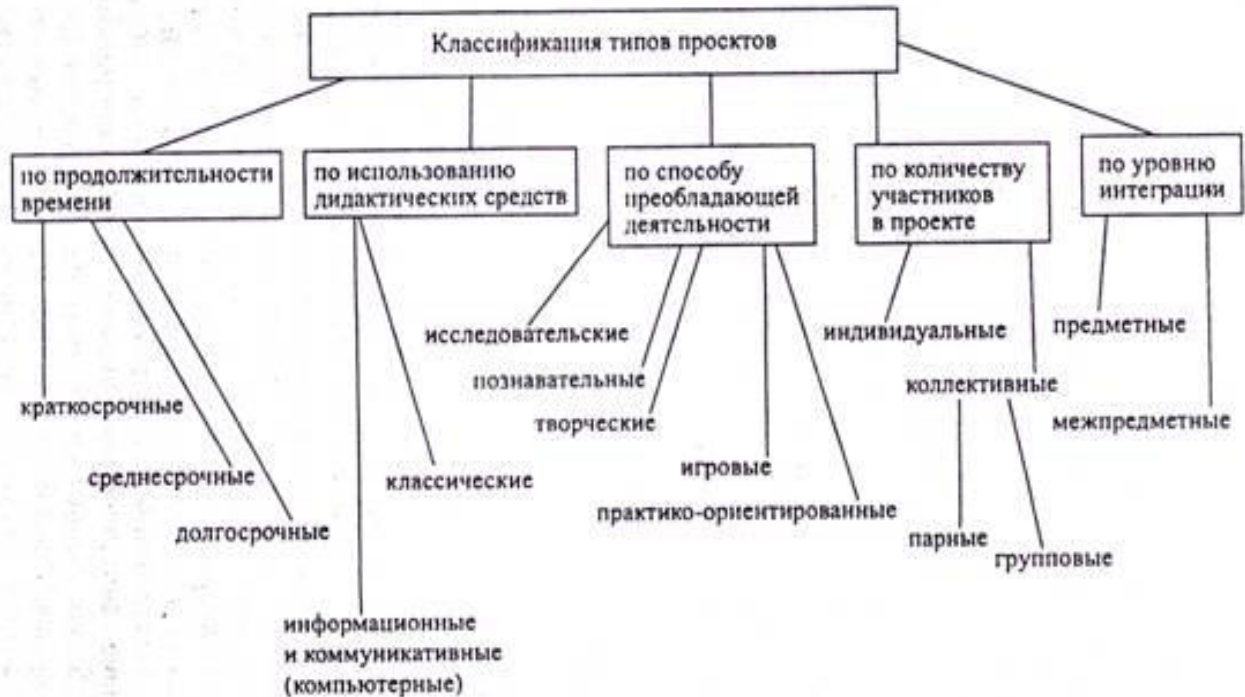 Классификация типов проектов
по продолжительности
времени
по использованию
дидактических средств
по способу
преобладающей
деятельности
по количеству
участников
в проекте
по уровню
интеграции
исследовательские
познавательные
творческие
игровые
практико-ориентированные
индивидуальные
коллективные
парные
групповые
предметные
межпредметные
краткосрочные
среднесрочные
долгосрочные
классические
информационные
и коммуникативные
(компьютерные)